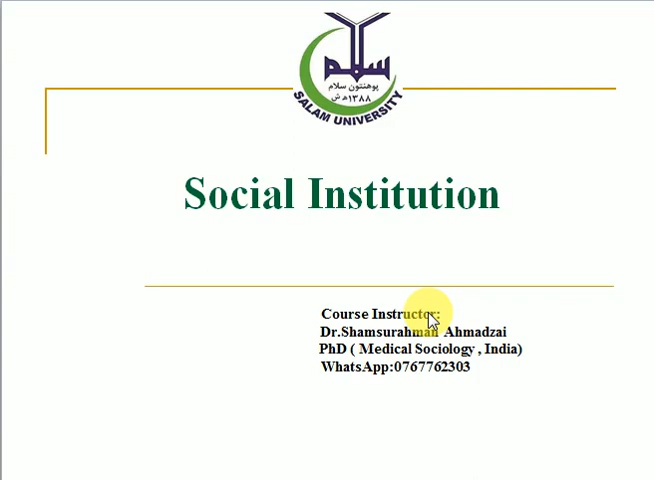 سلام
پوهنتون سلام
۱۳۸۸ هـ ش
SALAM UNIVERSITY
Social Institution
Course Instructor:
Dr.Shamsurahman Ahmadzai
PhD ( Medical Sociology , India)
WhatsApp:0767762303